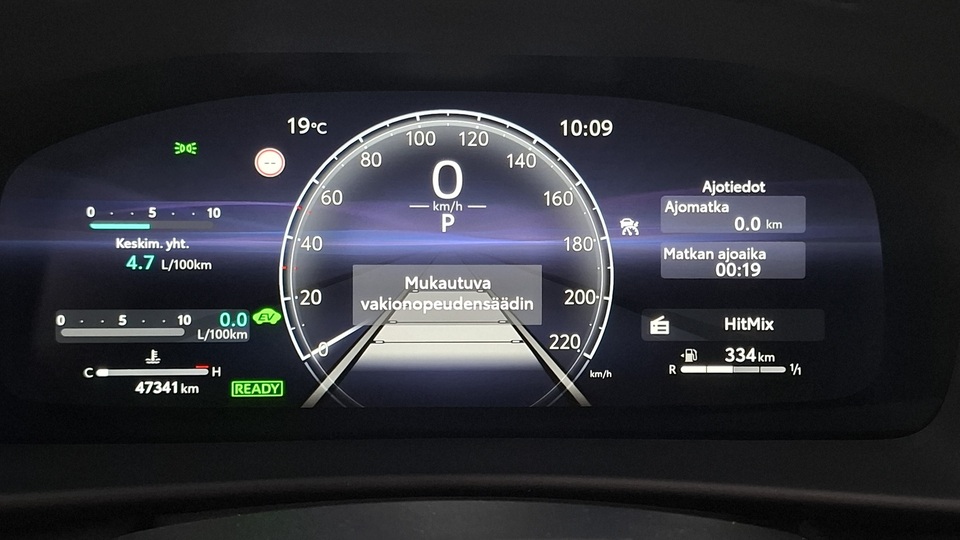 19°C
10:09
--
0 · · 5 · · 10
Keskim. yht.
4.7 L/100km
0 · · 5 · · 10 0.0
L/100km
EV
C H
47341 km
READY
0
20
40
60
80
100
120
140
160
180
200
220
km/h
0
km/h
P
Mukautuva
vakionopeudensäädin
Ajotiedot
Ajomatka
0.0 km
Matkan ajoaika
00:19
HitMix
334 km
R 1/1